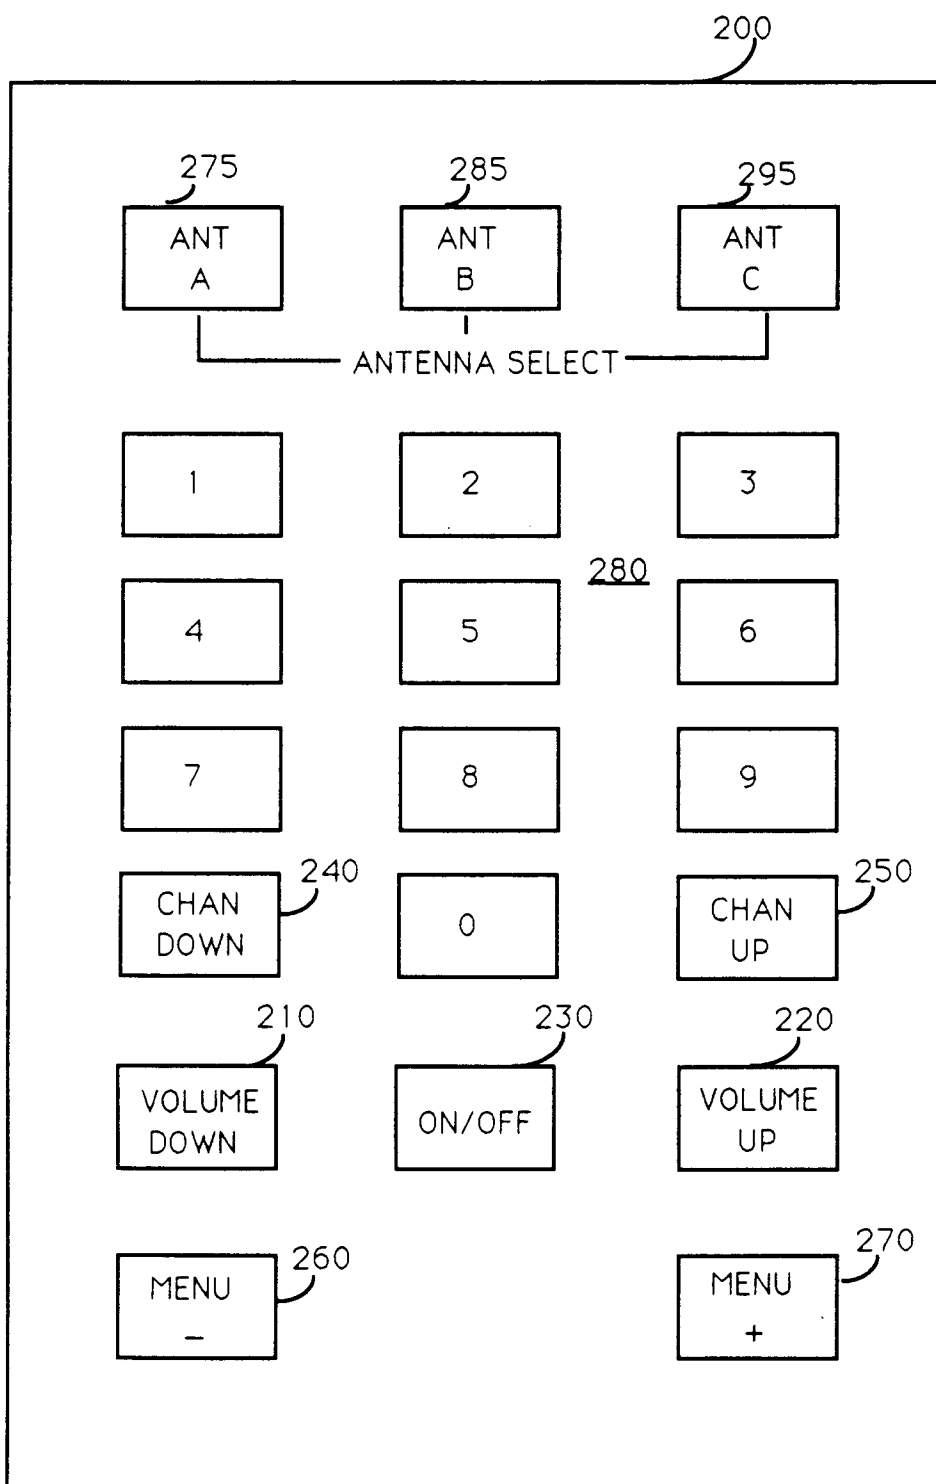 200
275 285 295
ANT
A
ANT
B
ANT
C
ANTENNA SELECT
1 2 3
280
4 5 6
7 8 9
240 250
CHAN
DOWN
0
CHAN
UP
210 230 220
VOLUME
DOWN
ON/OFF
VOLUME
UP
260 270
MENU
–
MENU
+